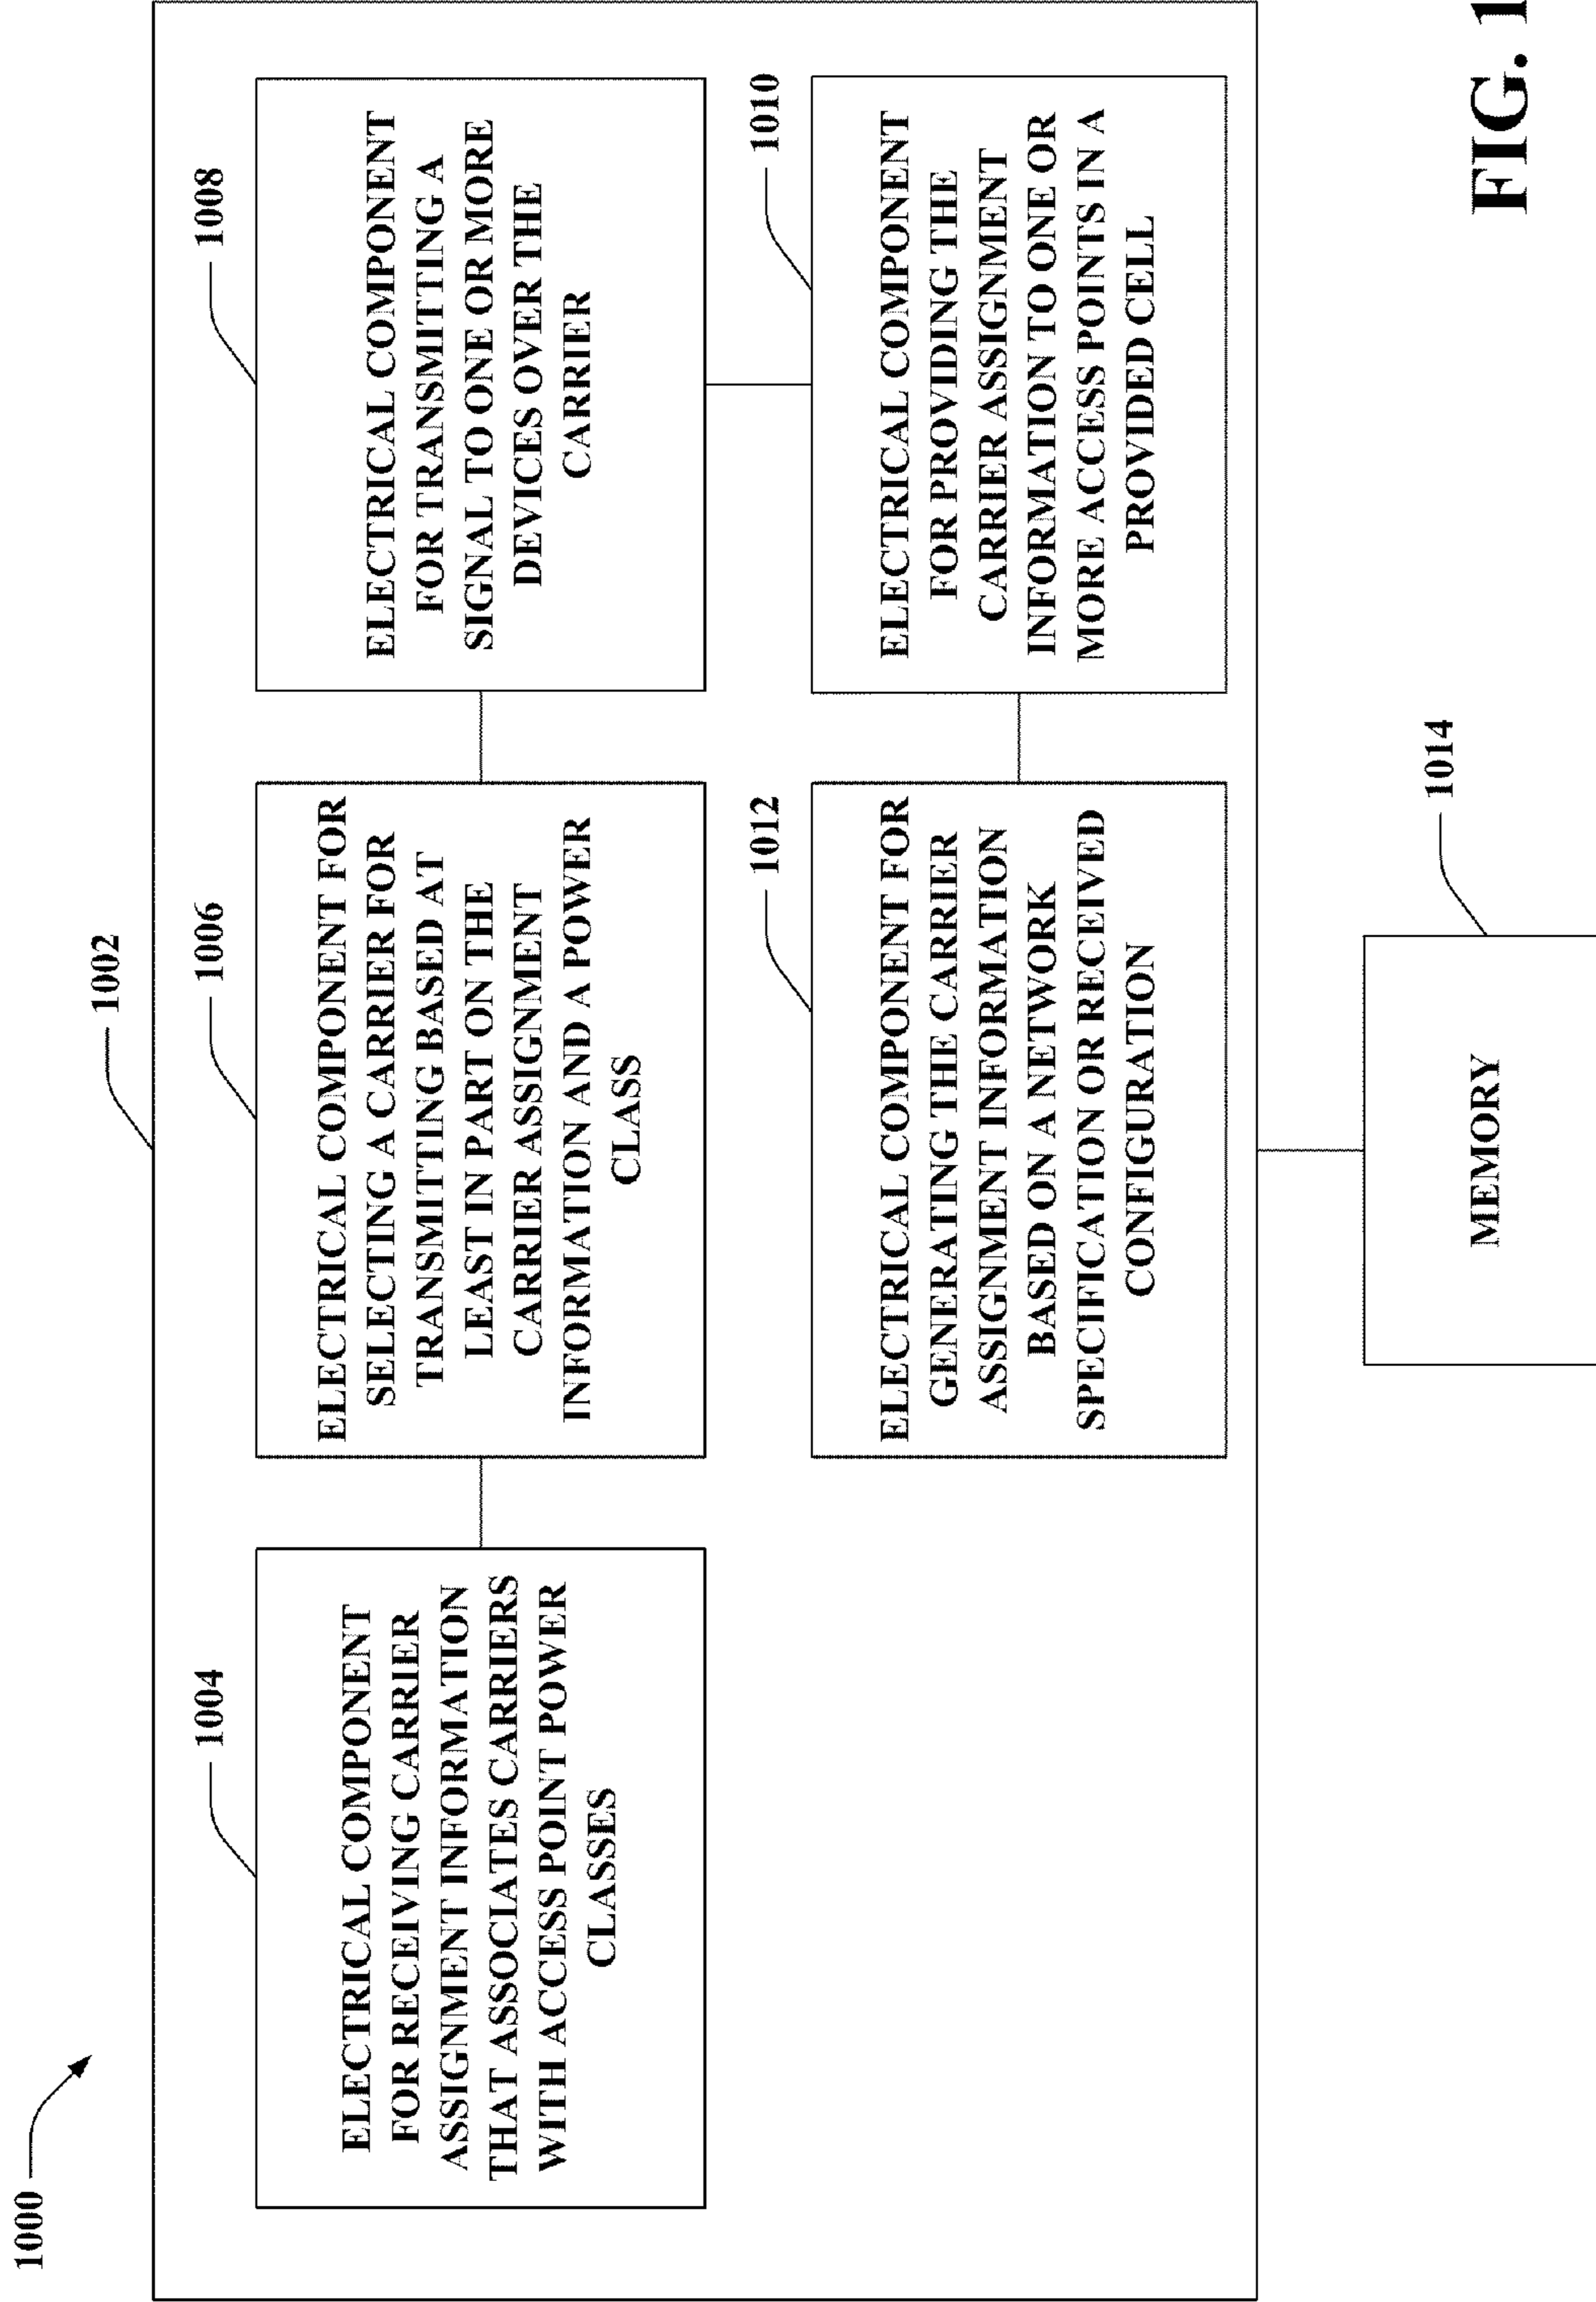 1000
1002
1004
ELECTRICAL COMPONENT
FOR RECEIVING CARRIER
ASSIGNMENT INFORMATION
THAT ASSOCIATES CARRIERS
WITH ACCESS POINT POWER
CLASSES
1006
ELECTRICAL COMPONENT FOR
SELECTING A CARRIER FOR
TRANSMITTING BASED AT
LEAST IN PART ON THE
CARRIER ASSIGNMENT
INFORMATION AND A POWER
CLASS
1008
ELECTRICAL COMPONENT
FOR TRANSMITTING A
SIGNAL TO ONE OR MORE
DEVICES OVER THE
CARRIER
1012
ELECTRICAL COMPONENT FOR
GENERATING THE CARRIER
ASSIGNMENT INFORMATION
BASED ON A NETWORK
SPECIFICATION OR RECEIVED
CONFIGURATION
1010
ELECTRICAL COMPONENT
FOR PROVIDING THE
CARRIER ASSIGNMENT
INFORMATION TO ONE OR
MORE ACCESS POINTS IN A
PROVIDED CELL
1014
MEMORY
FIG. 1